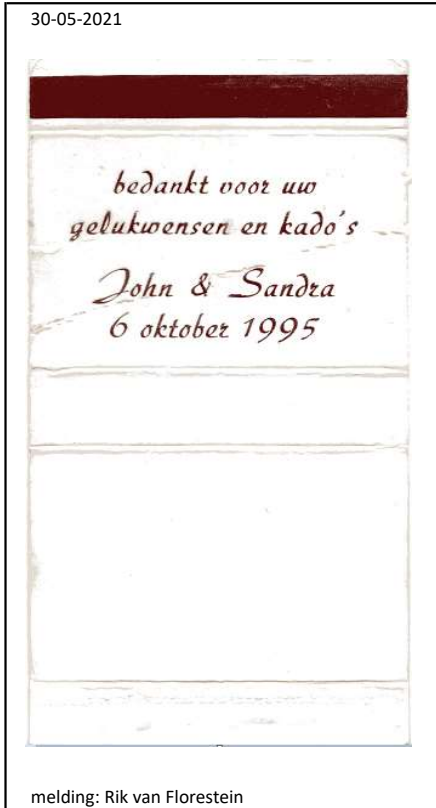 30-05-2021
bedankt voor uw
gelukwensen en kado's
John & Sandra
6 oktober 1995
melding: Rik van Florestein